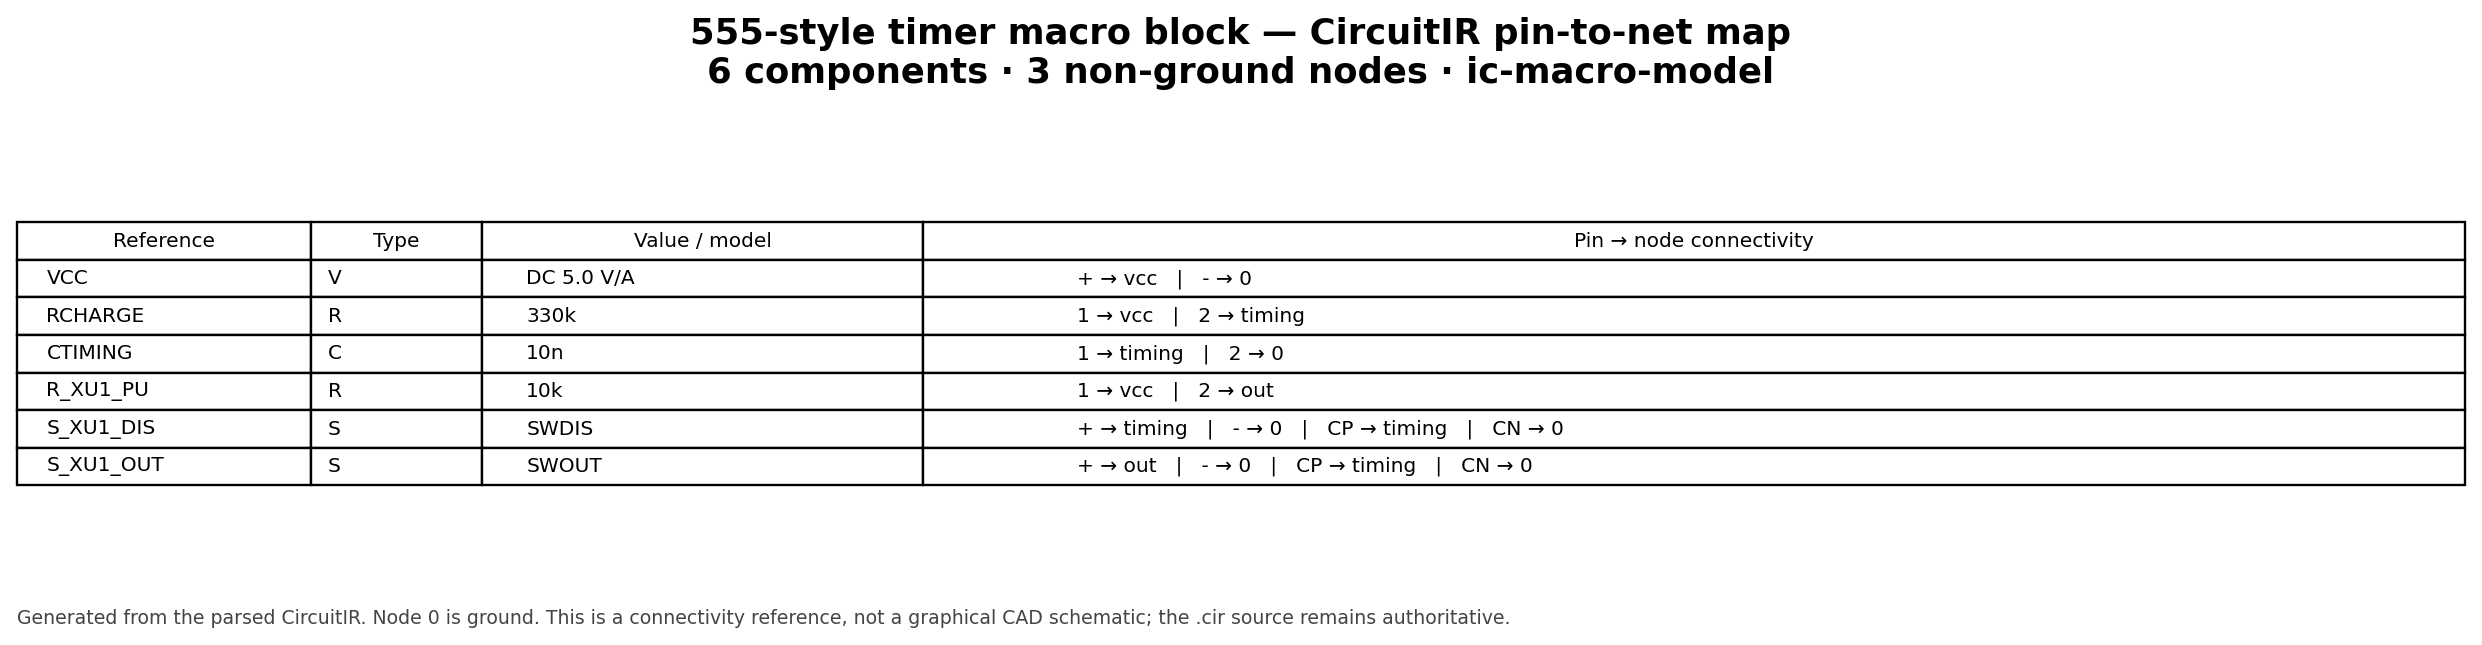 555-style timer macro block — CircuitIR pin-to-net map
6 components · 3 non-ground nodes · ic-macro-model
Reference Type Value / model Pin → node connectivity
VCC V DC 5.0 V/A + → vcc | - → 0
RCHARGE R 330k 1 → vcc | 2 → timing
CTIMING C 10n 1 → timing | 2 → 0
R_XU1_PU R 10k 1 → vcc | 2 → out
S_XU1_DIS S SWDIS + → timing | - → 0 | CP → timing | CN → 0
S_XU1_OUT S SWOUT + → out | - → 0 | CP → timing | CN → 0
Generated from the parsed CircuitIR. Node 0 is ground. This is a connectivity reference, not a graphical CAD schematic; the .cir source remains authoritative.